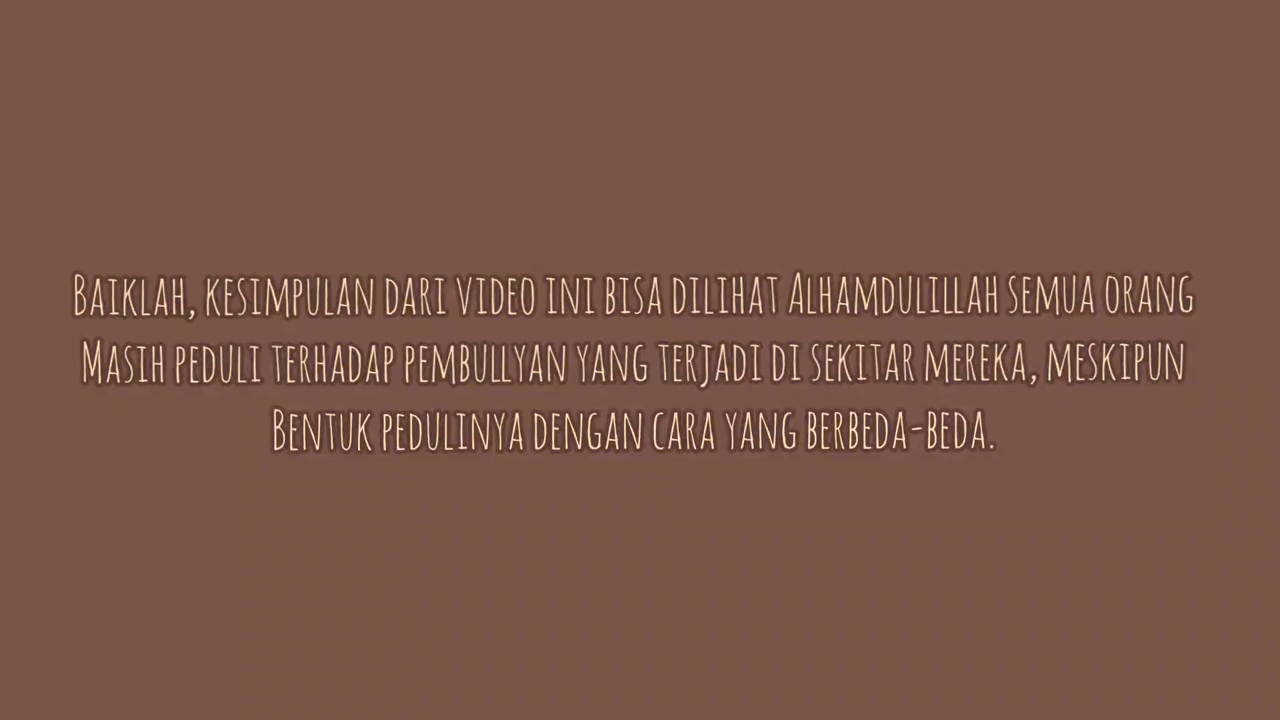 Baiklah, kesimpulan dari video ini bisa dilihat Alhamdulillah semua orang
Masih peduli terhadap pembullyan yang terjadi di sekitar mereka, meskipun
Bentuk pedulinya dengan cara yang berbeda-beda.